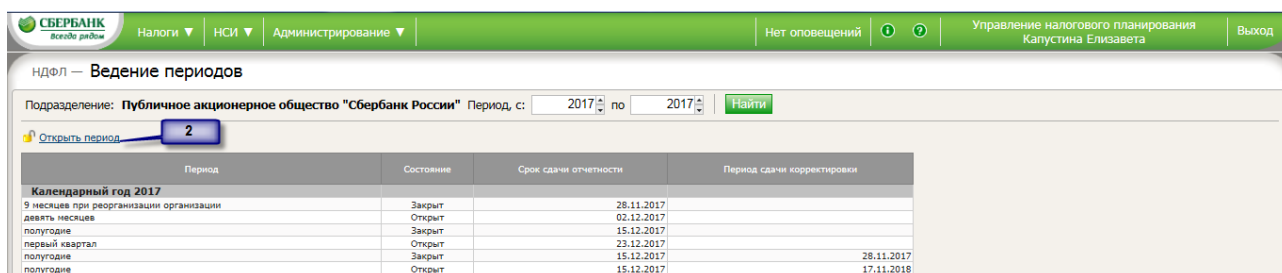 СБЕРБАНК
Всегда рядом
Налоги ▼ НСИ ▼ Администрирование ▼ Нет оповещений Управление налогового планирования
Капустина Елизавета
Выход
НДФЛ — Ведение периодов
Подразделение: Публичное акционерное общество "Сбербанк России" Период, с: 2017 по 2017 Найти
Открыть период 2
Период Состояние Срок сдачи отчетности Период сдачи корректировки
Календарный год 2017
9 месяцев при реорганизации организации Закрыт 28.11.2017
девять месяцев Открыт 02.12.2017
полугодие Закрыт 15.12.2017
первый квартал Открыт 23.12.2017
полугодие Закрыт 15.12.2017 28.11.2017
полугодие Открыт 15.12.2017 17.11.2018